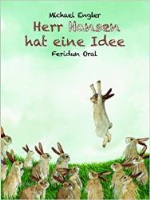 Michael Engler
Herr Hansen
hat eine Idee
Feridun Oral